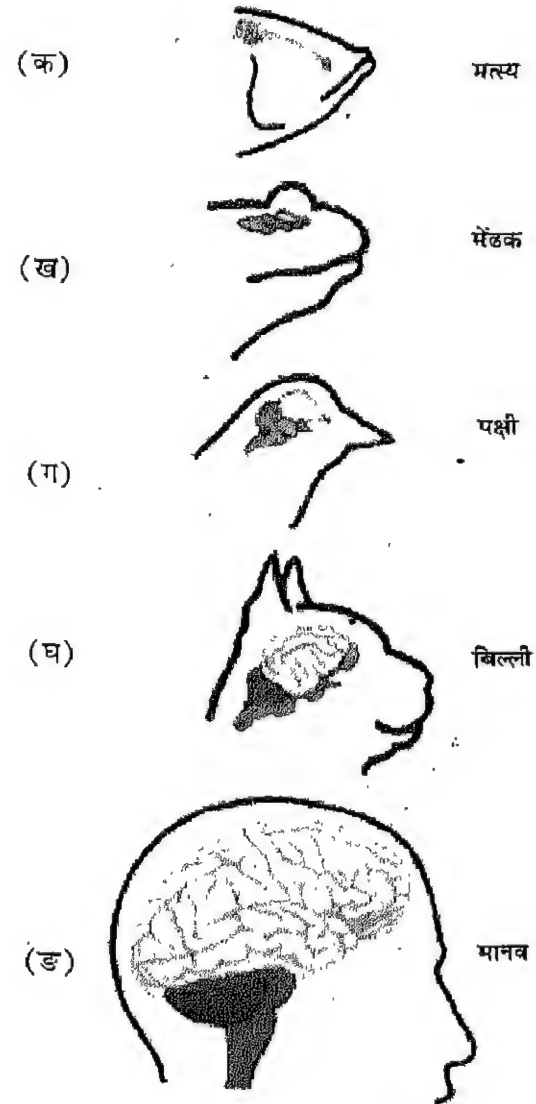 (क) मत्स्य
(ख) मेंढक
(ग) पक्षी
(घ) बिल्ली
(ङ) मानव